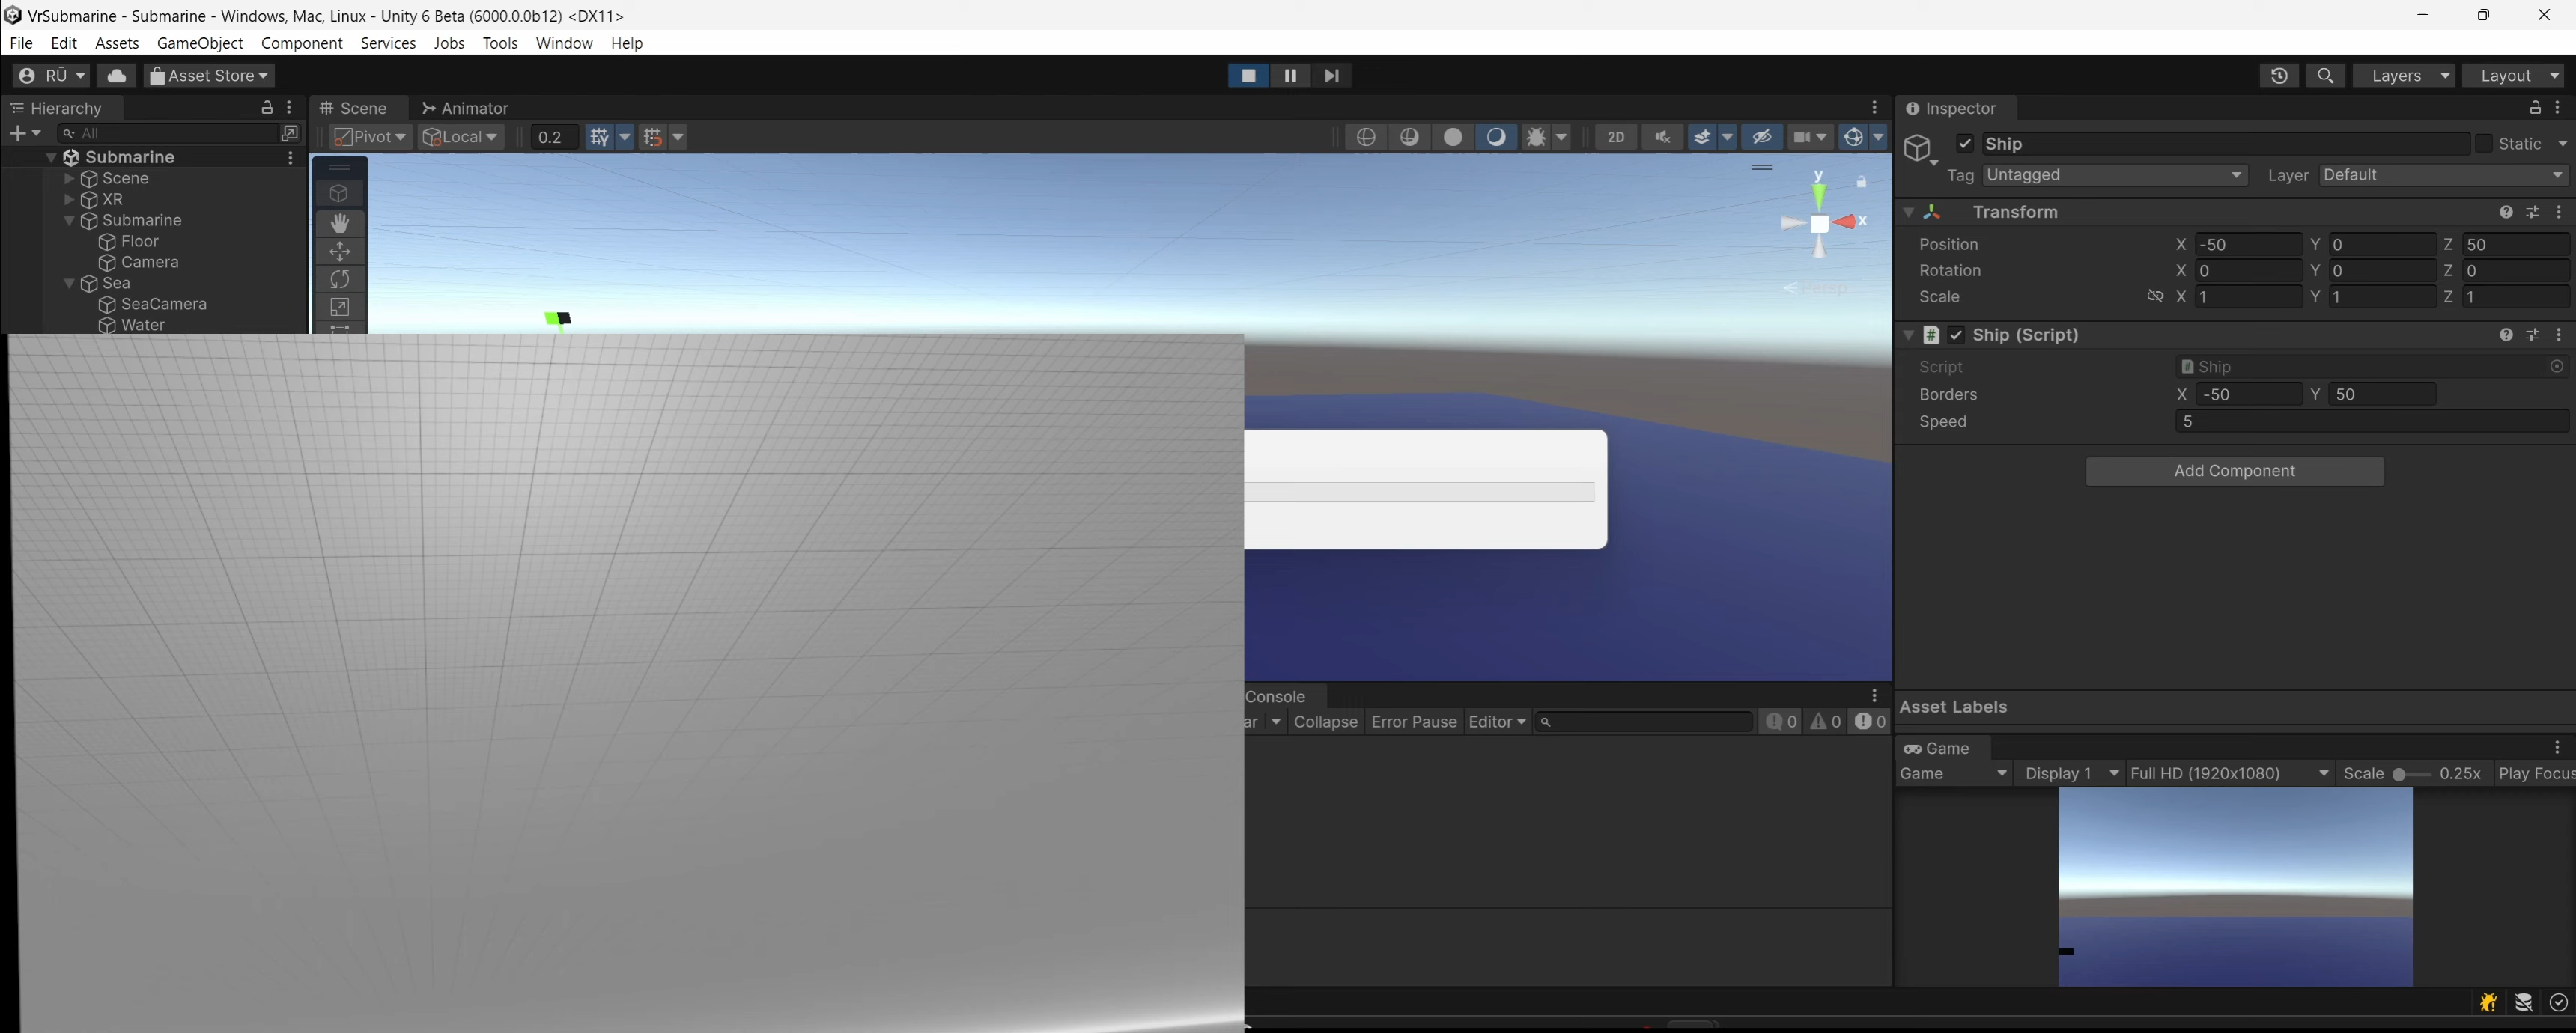 VrSubmarine - Submarine - Windows, Mac, Linux - Unity 6 Beta (6000.0.0b12) <DX11>
File Edit Assets GameObject Component Services Jobs Tools Window Help
RŪ Asset Store Layers Layout
Hierarchy
All
Submarine
Scene
XR
Submarine
Floor
Camera
Sea
SeaCamera
Water
Scene Animator
Pivot Local 0.2 2D
y
x
Persp
Inspector
Ship Static
Tag Untagged Layer Default
Transform
Position X -50 Y 0 Z 50
Rotation X 0 Y 0 Z 0
Scale X 1 Y 1 Z 1
Ship (Script)
Script Ship
Borders X -50 Y 50
Speed 5
Add Component
Asset Labels
Console
ar Collapse Error Pause Editor 0 0 0
Game
Game Display 1 Full HD (1920x1080) Scale 0.25x Play Focus